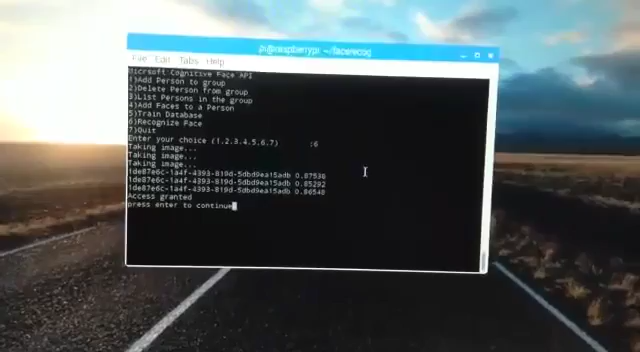 pi@raspberrypi: ~/facerecog
File Edit Tabs Help
Micrsoft Cognitive Face API
1)Add Person to group
2)Delete Person from group
3)List Persons in the group
4)Add Faces to a Person
5)Train Database
6)Recognize Face
7)Quit
Enter your choice (1,2,3,4,5,6,7) :6
Taking image...
Taking image...
Taking image...
1de87e6c-1a4f-4393-819d-5dbd9ea15adb 0.87536
1de87e6c-1a4f-4393-819d-5dbd9ea15adb 0.85292
1de87e6c-1a4f-4393-819d-5dbd9ea15adb 0.86548
Access granted
press enter to continue